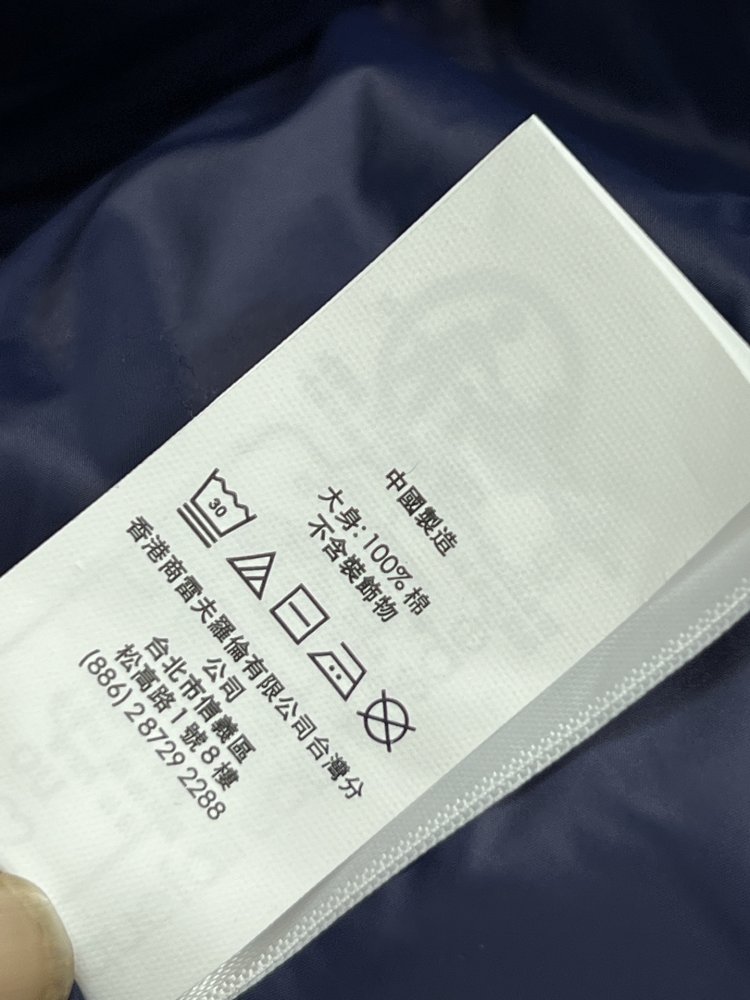 中國製造
大身: 100% 棉
不含裝飾物
30
香港商雷夫羅倫有限公司台灣分
公司
台北市信義區
松高路 1 號 8 樓
(886) 2 8729 2288